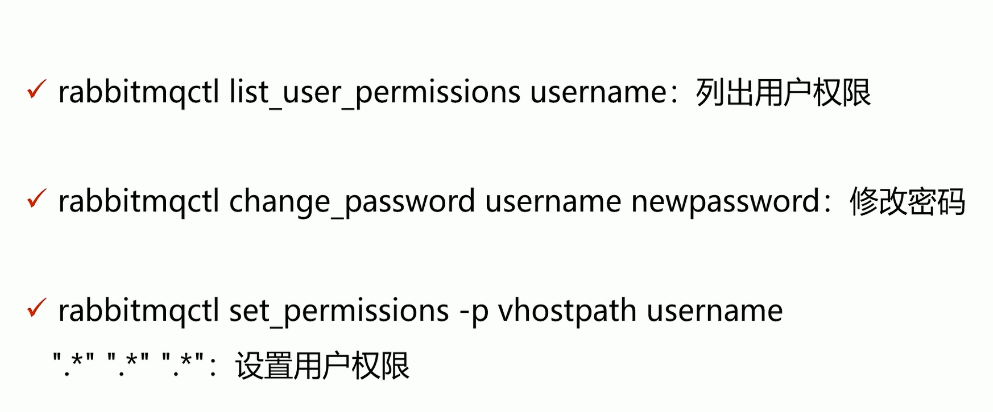 ✓ rabbitmqctl list_user_permissions username：列出用户权限
✓ rabbitmqctl change_password username newpassword：修改密码
✓ rabbitmqctl set_permissions -p vhostpath username
".*" ".*" ".*"：设置用户权限